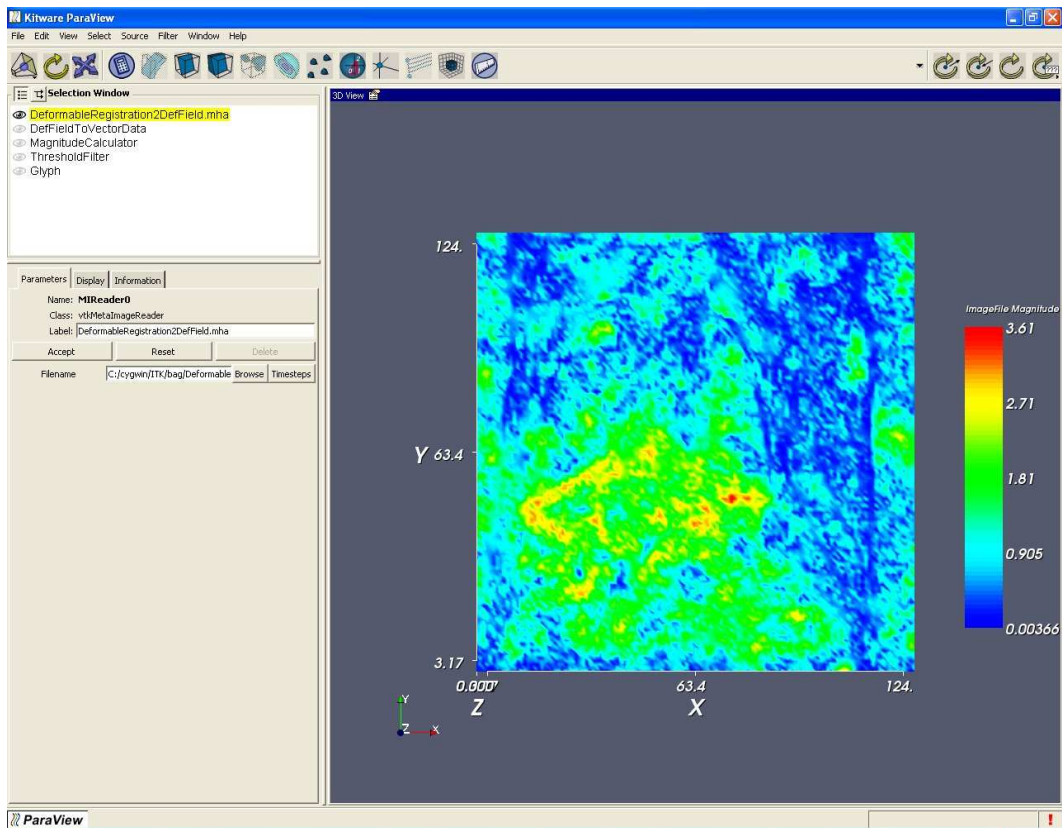 Kitware ParaView
File Edit View Select Source Filter Window Help
Selection Window
DeformableRegistration2DefField.mha
DefFieldToVectorData
MagnitudeCalculator
ThresholdFilter
Glyph
Parameters Display Information
Name: MIReader0
Class: vtkMetaImageReader
Label: DeformableRegistration2DefField.mha
Accept Reset Delete
Filename C:/cygwin/ITK/bag/Deformable Browse Timesteps
3D View
124.
Y 63.4
3.17
63.4 124.
Z X
Y
Z X
ImageFile Magnitude
3.61
2.71
1.81
0.905
0.00366
ParaView
!